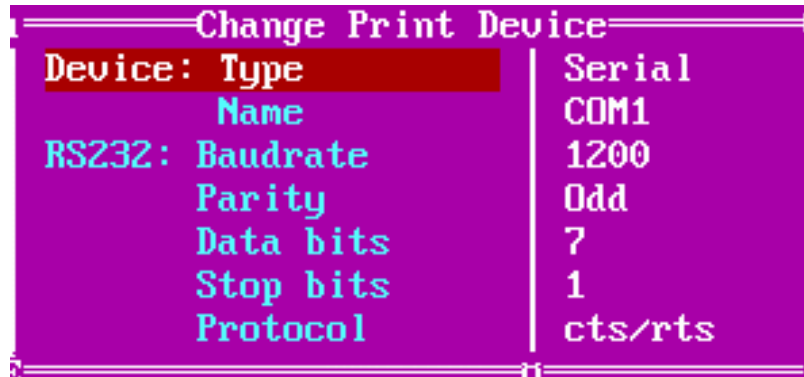 Change Print Device
Device: Type Serial
Name COM1
RS232: Baudrate 1200
Parity Odd
Data bits 7
Stop bits 1
Protocol cts/rts